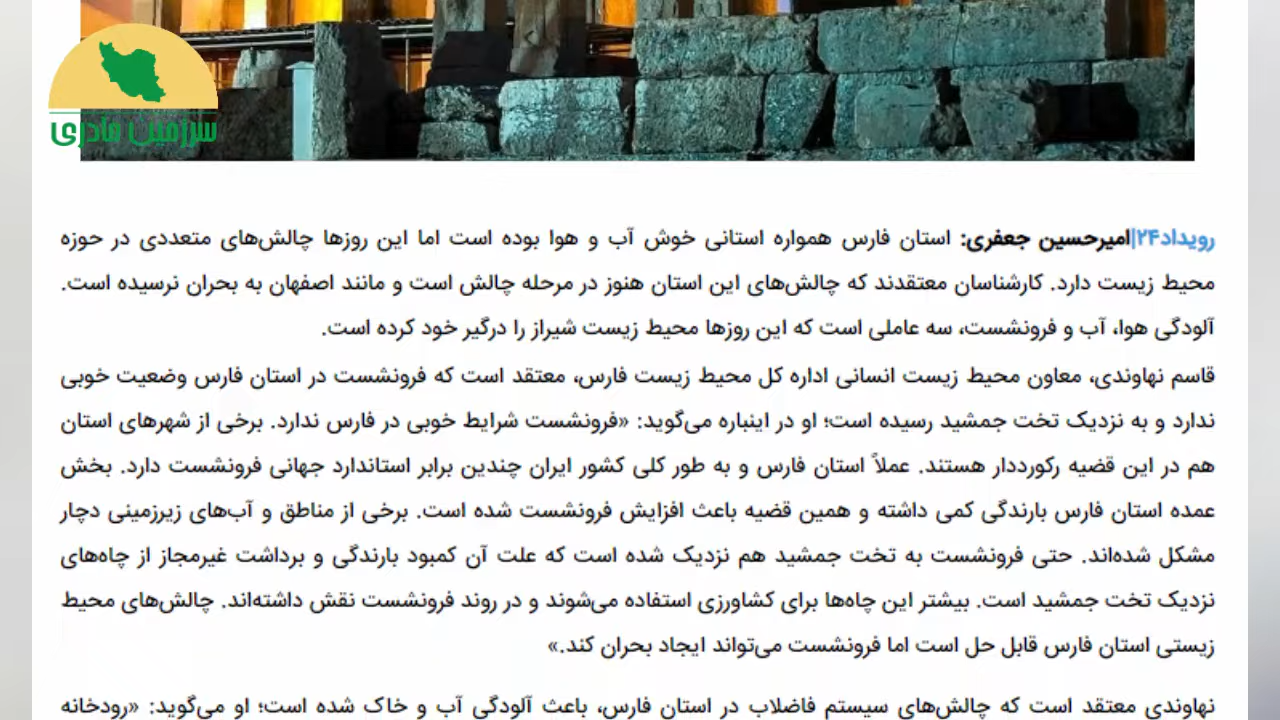 سرزمین مادری
رویداد۲۴|امیرحسین جعفری: استان فارس همواره استانی خوش آب و هوا بوده است اما این روزها چالش‌های متعددی در حوزه
محیط زیست دارد. کارشناسان معتقدند که چالش‌های این استان هنوز در مرحله چالش است و مانند اصفهان به بحران نرسیده است.
آلودگی هوا، آب و فرونشست، سه عاملی است که این روزها محیط زیست شیراز را درگیر خود کرده است.
قاسم نهاوندی، معاون محیط زیست انسانی اداره کل محیط زیست فارس، معتقد است که فرونشست در استان فارس وضعیت خوبی
ندارد و به نزدیک تخت جمشید رسیده است؛ او در اینباره می‌گوید: «فرونشست شرایط خوبی در فارس ندارد. برخی از شهرهای استان
هم در این قضیه رکورددار هستند. عملاً استان فارس و به طور کلی کشور ایران چندین برابر استاندارد جهانی فرونشست دارد. بخش
عمده استان فارس بارندگی کمی داشته و همین قضیه باعث افزایش فرونشست شده است. برخی از مناطق و آب‌های زیرزمینی دچار
مشکل شده‌اند. حتی فرونشست به تخت جمشید هم نزدیک شده است که علت آن کمبود بارندگی و برداشت غیرمجاز از چاه‌های
نزدیک تخت جمشید است. بیشتر این چاه‌ها برای کشاورزی استفاده می‌شوند و در روند فرونشست نقش داشته‌اند. چالش‌های محیط
زیستی استان فارس قابل حل است اما فرونشست می‌تواند ایجاد بحران کند.»
نهاوندی معتقد است که چالش‌های سیستم فاضلاب در استان فارس، باعث آلودگی آب و خاک شده است؛ او می‌گوید: «رودخانه